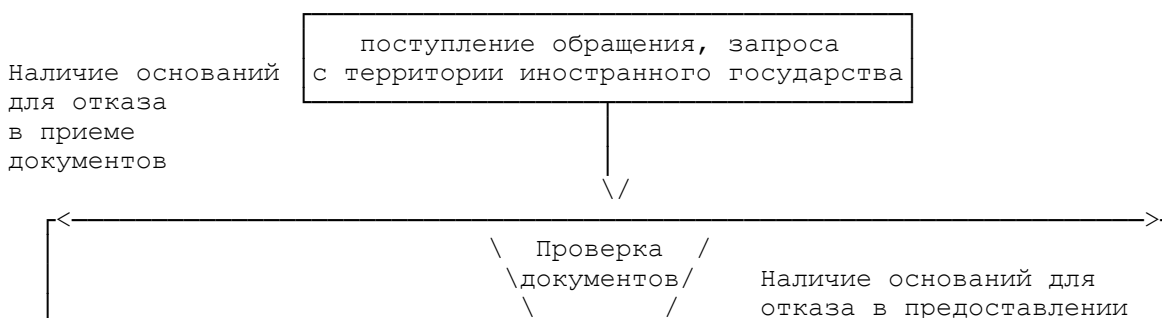 поступление обращения, запроса
Наличие оснований
с территории иностранного государства
для отказа
в приеме
документов
Проверка
документов
Наличие оснований для
отказа в предоставлении